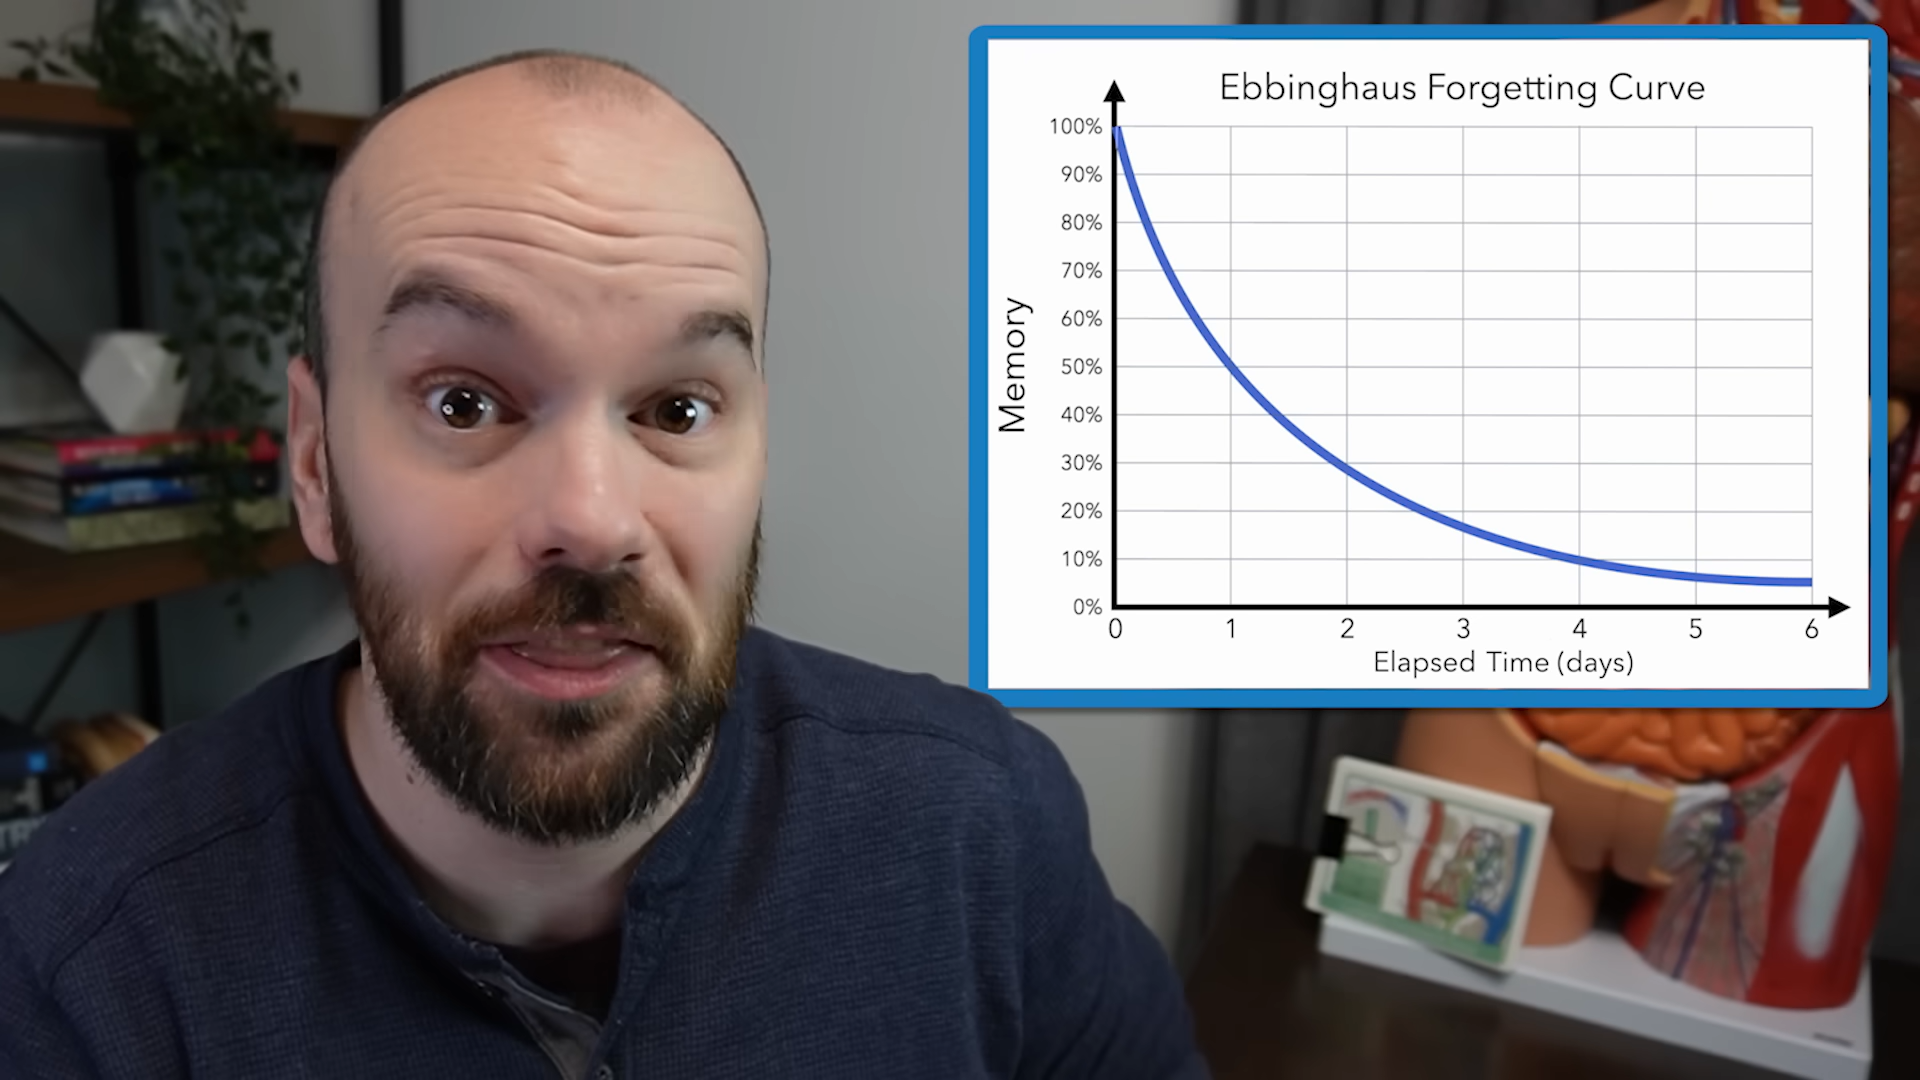 Ebbinghaus Forgetting Curve
100%
90%
80%
70%
60%
50%
40%
30%
20%
10%
0%
Memory
0 1 2 3 4 5 6
Elapsed Time (days)